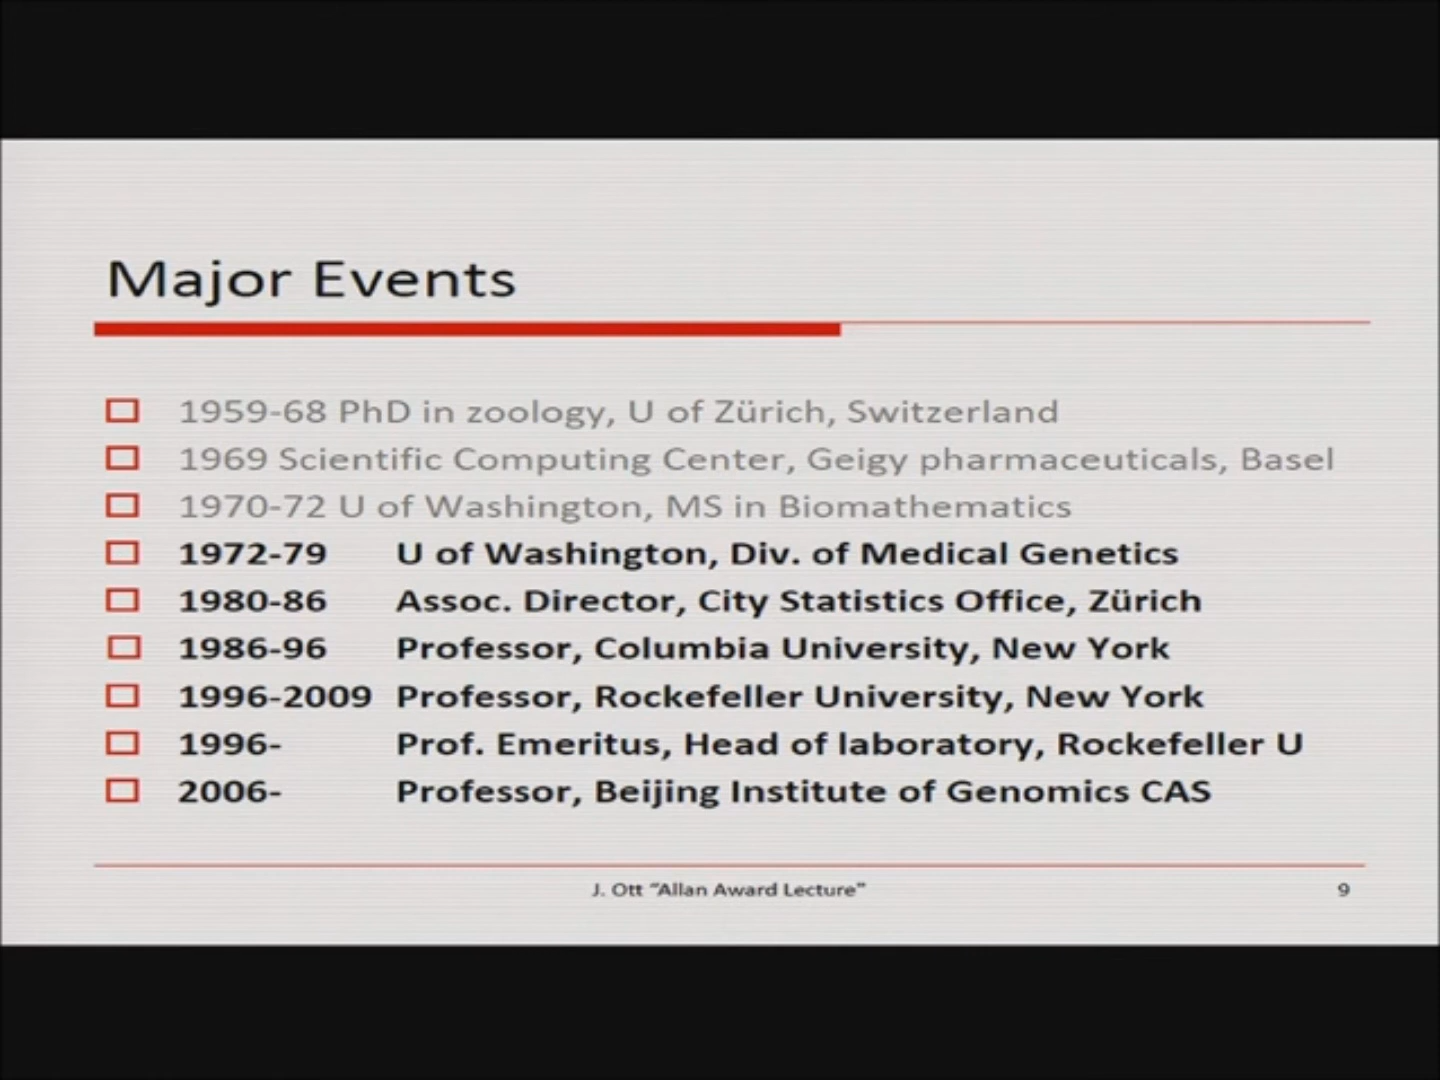 Major Events
1959-68 PhD in zoology, U of Zürich, Switzerland
1969 Scientific Computing Center, Geigy pharmaceuticals, Basel
1970-72 U of Washington, MS in Biomathematics
1972-79 U of Washington, Div. of Medical Genetics
1980-86 Assoc. Director, City Statistics Office, Zürich
1986-96 Professor, Columbia University, New York
1996-2009 Professor, Rockefeller University, New York
1996- Prof. Emeritus, Head of laboratory, Rockefeller U
2006- Professor, Beijing Institute of Genomics CAS
J. Ott “Allan Award Lecture” 9